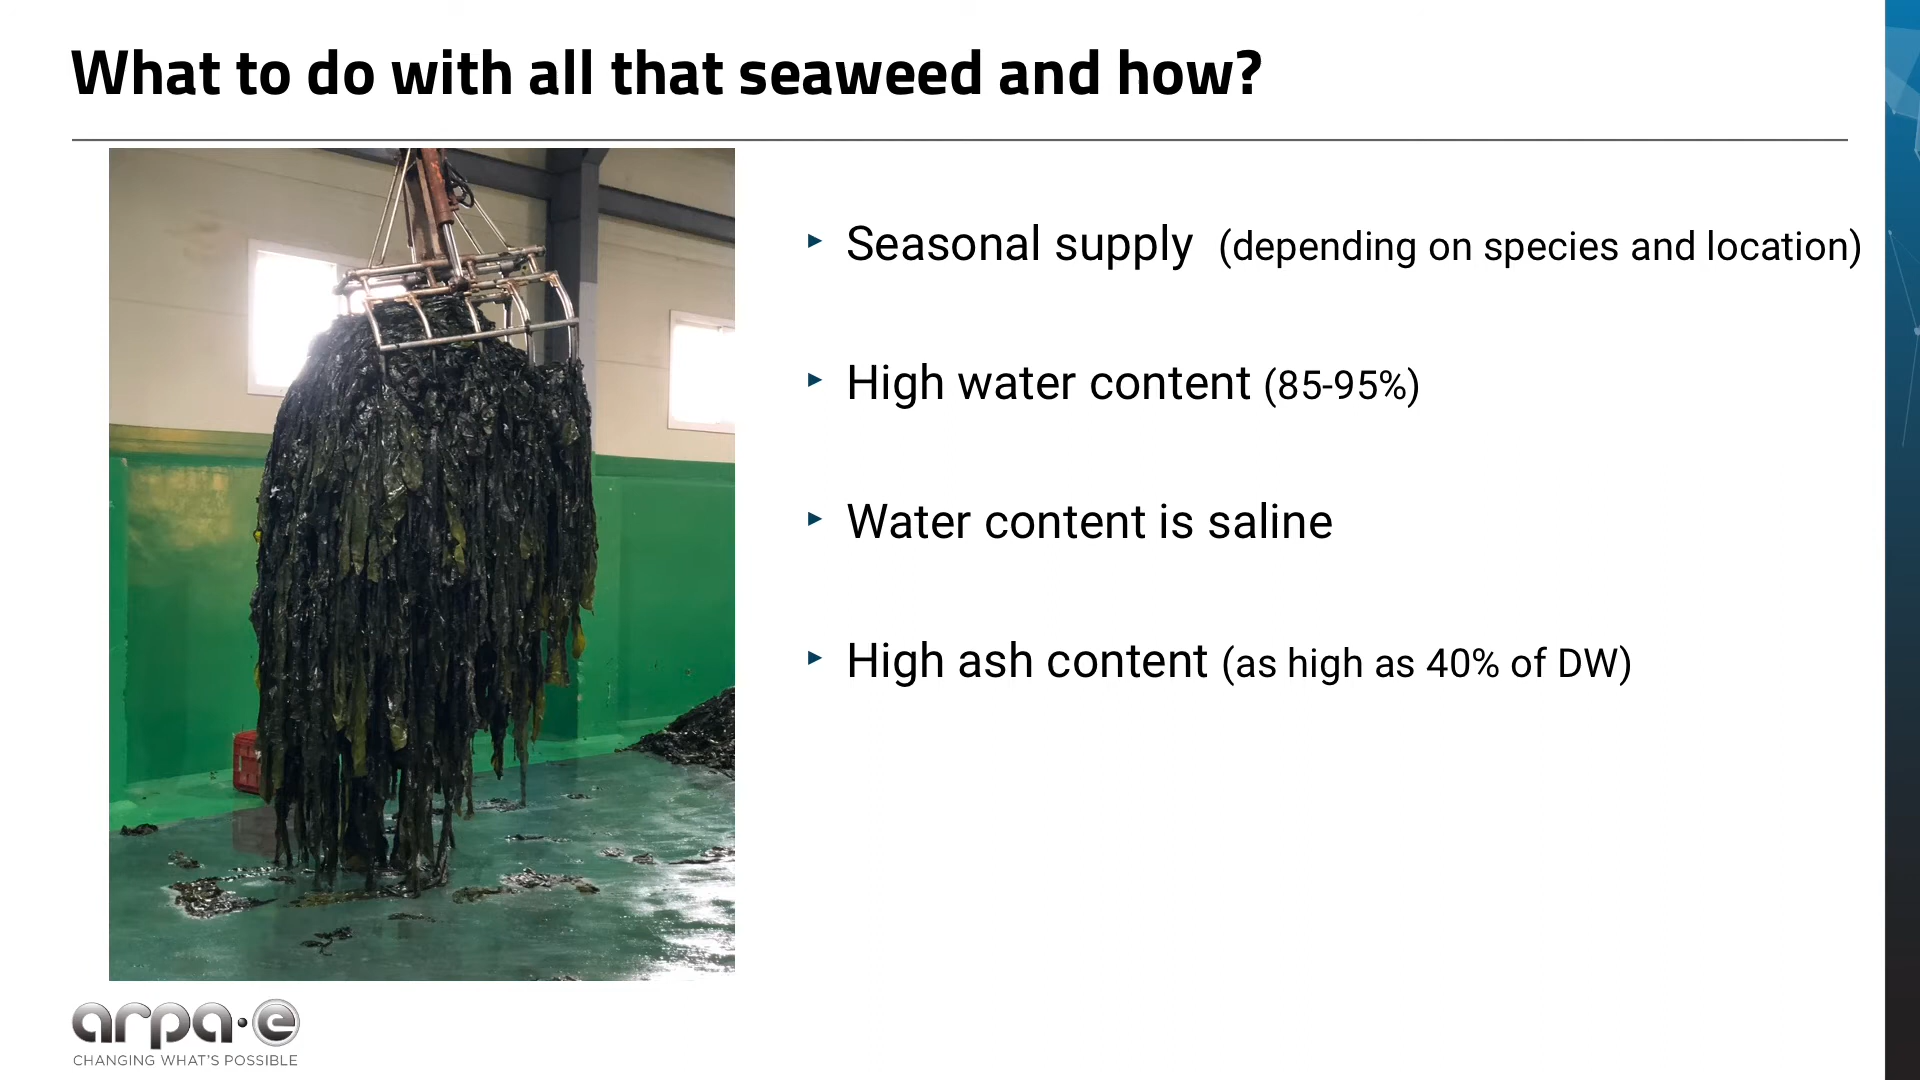 What to do with all that seaweed and how?
Seasonal supply (depending on species and location)
High water content (85-95%)
Water content is saline
High ash content (as high as 40% of DW)
arpa·e
CHANGING WHAT'S POSSIBLE